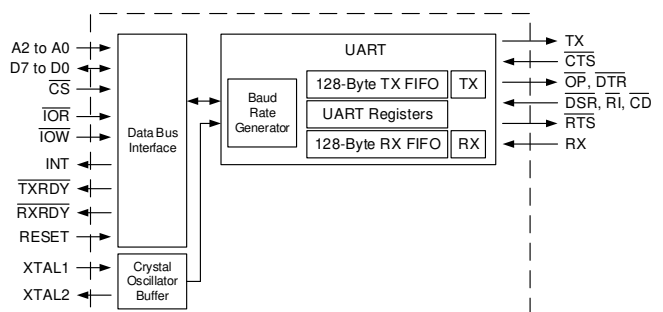 A2 to A0
D7 to D0
CS
IOR
IOW
INT
TXRDY
RXRDY
RESET
XTAL1
XTAL2
Data Bus
Interface
Crystal
Oscillator
Buffer
UART
Baud
Rate
Generator
128-Byte TX FIFO
TX
UART Registers
128-Byte RX FIFO
RX
TX
CTS
OP, DTR
DSR, RI, CD
RTS
RX